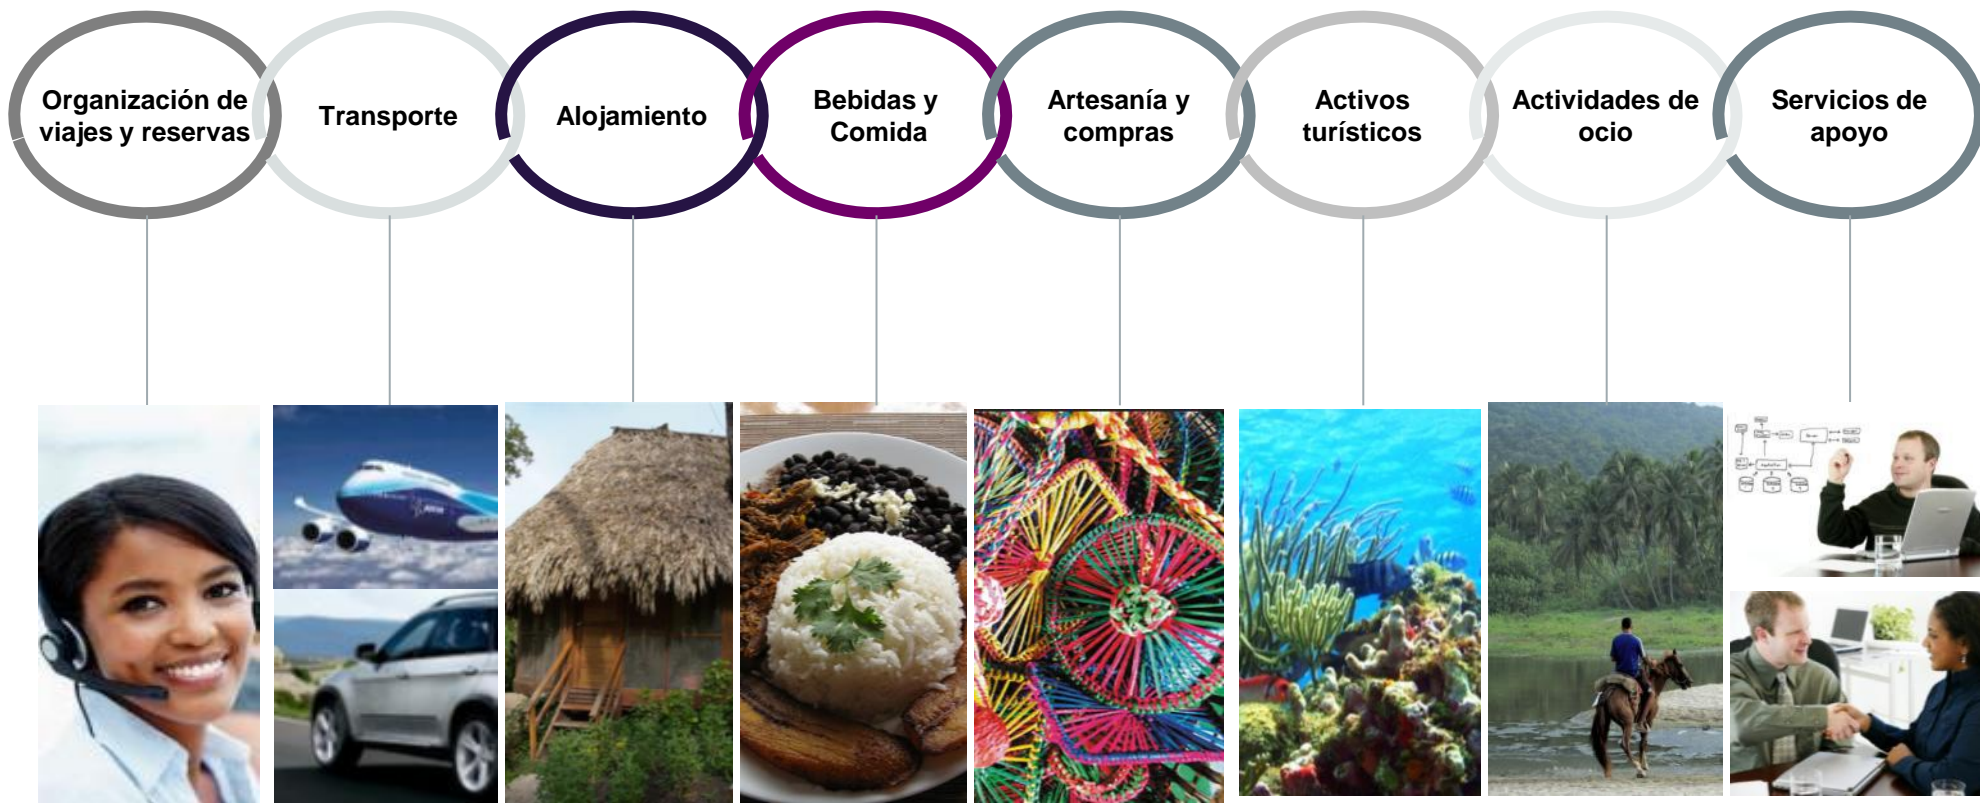 Organización de
viajes y reservas
Transporte
Alojamiento
Bebidas y
Comida
Artesanía y
compras
Activos
turísticos
Actividades de
ocio
Servicios de
apoyo